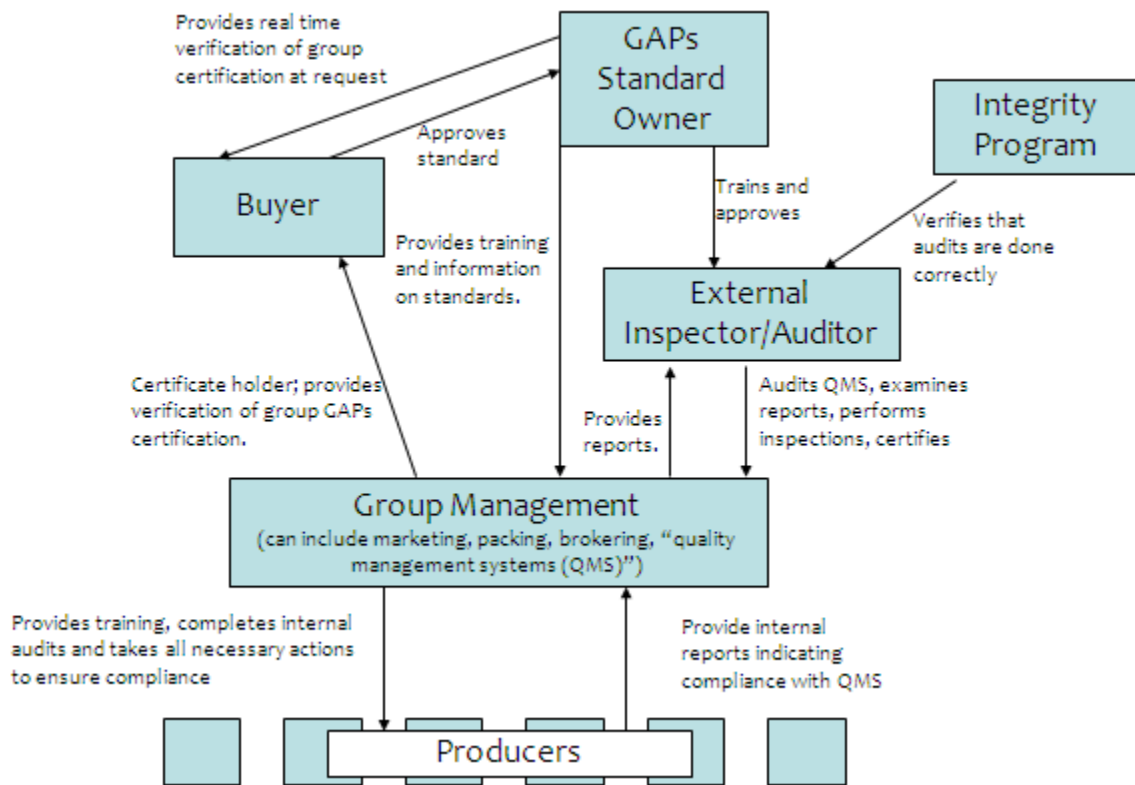 Provides real time
verification of group
certification at request
GAPs
Standard
Owner
Integrity
Program
Approves
standard
Buyer
Trains and
approves
Verifies that
audits are done
correctly
Provides training
and information
on standards.
External
Inspector/Auditor
Certificate holder; provides
verification of group GAPs
certification.
Provides
reports.
Audits QMS, examines
reports, performs
inspections, certifies
Group Management
(can include marketing, packing, brokering, “quality
management systems (QMS)”)
Provides training, completes internal
audits and takes all necessary actions
to ensure compliance
Provide internal
reports indicating
compliance with QMS
Producers